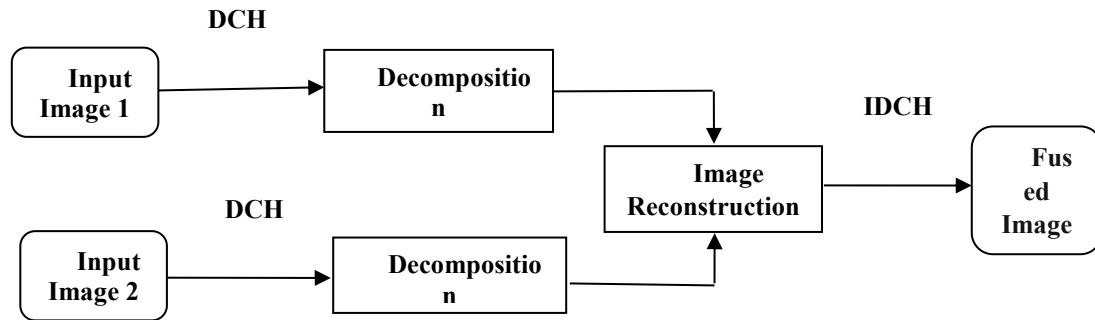 DCH
Input
Image 1
Decompositio
n
IDCH
Image
Reconstruction
Fus
ed
Image
DCH
Input
Image 2
Decompositio
n